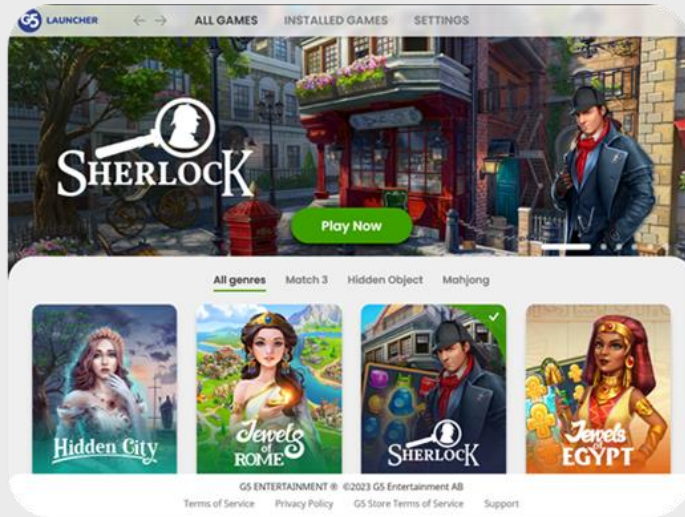 G5 LAUNCHER ← → ALL GAMES INSTALLED GAMES SETTINGS
SHERLOCK
Play Now
All genres Match 3 Hidden Object Mahjong
Hidden City
Jewels of ROME
SHERLOCK
Jewels of EGYPT
G5 ENTERTAINMENT ® ©2023 G5 Entertainment AB
Terms of Service Privacy Policy G5 Store Terms of Service Support